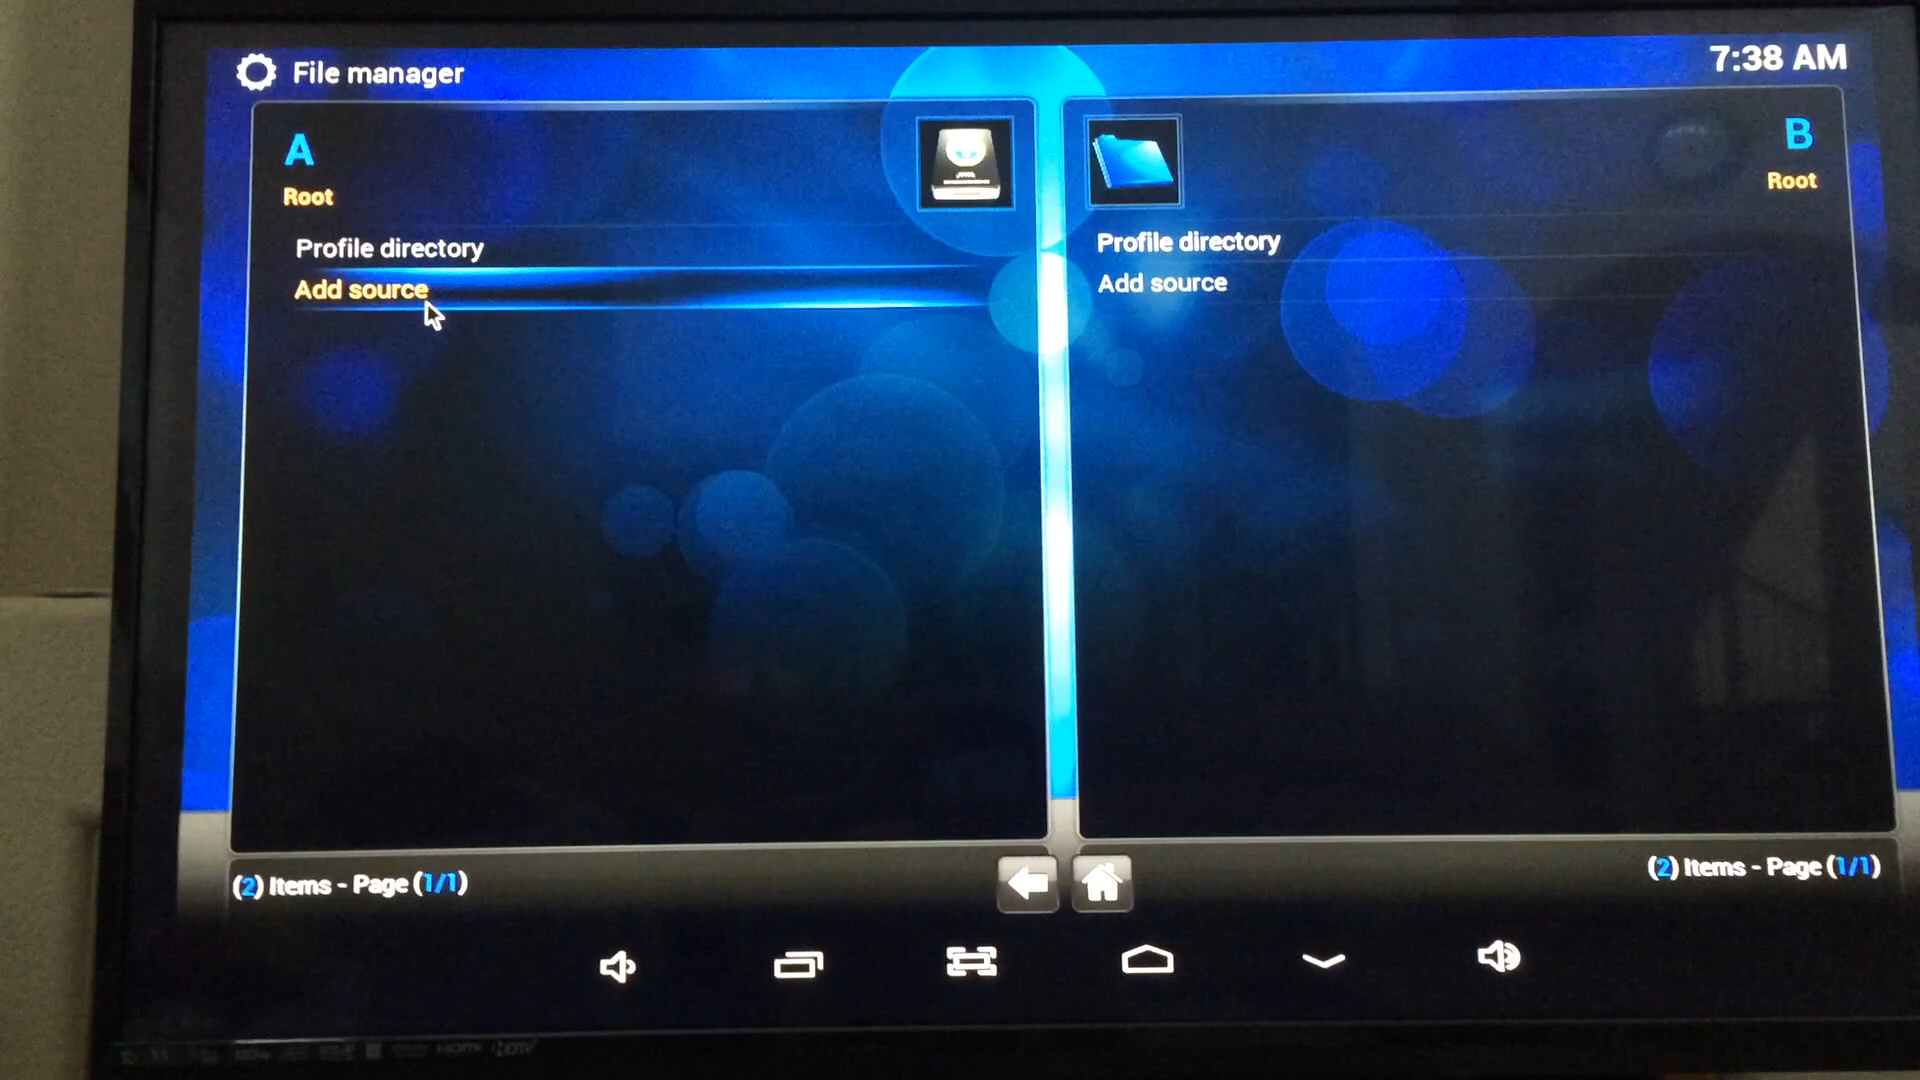 File manager
7:38 AM
A
Root
Profile directory
Add source
B
Root
Profile directory
Add source
(2) Items - Page (1/1)
(2) Items - Page (1/1)